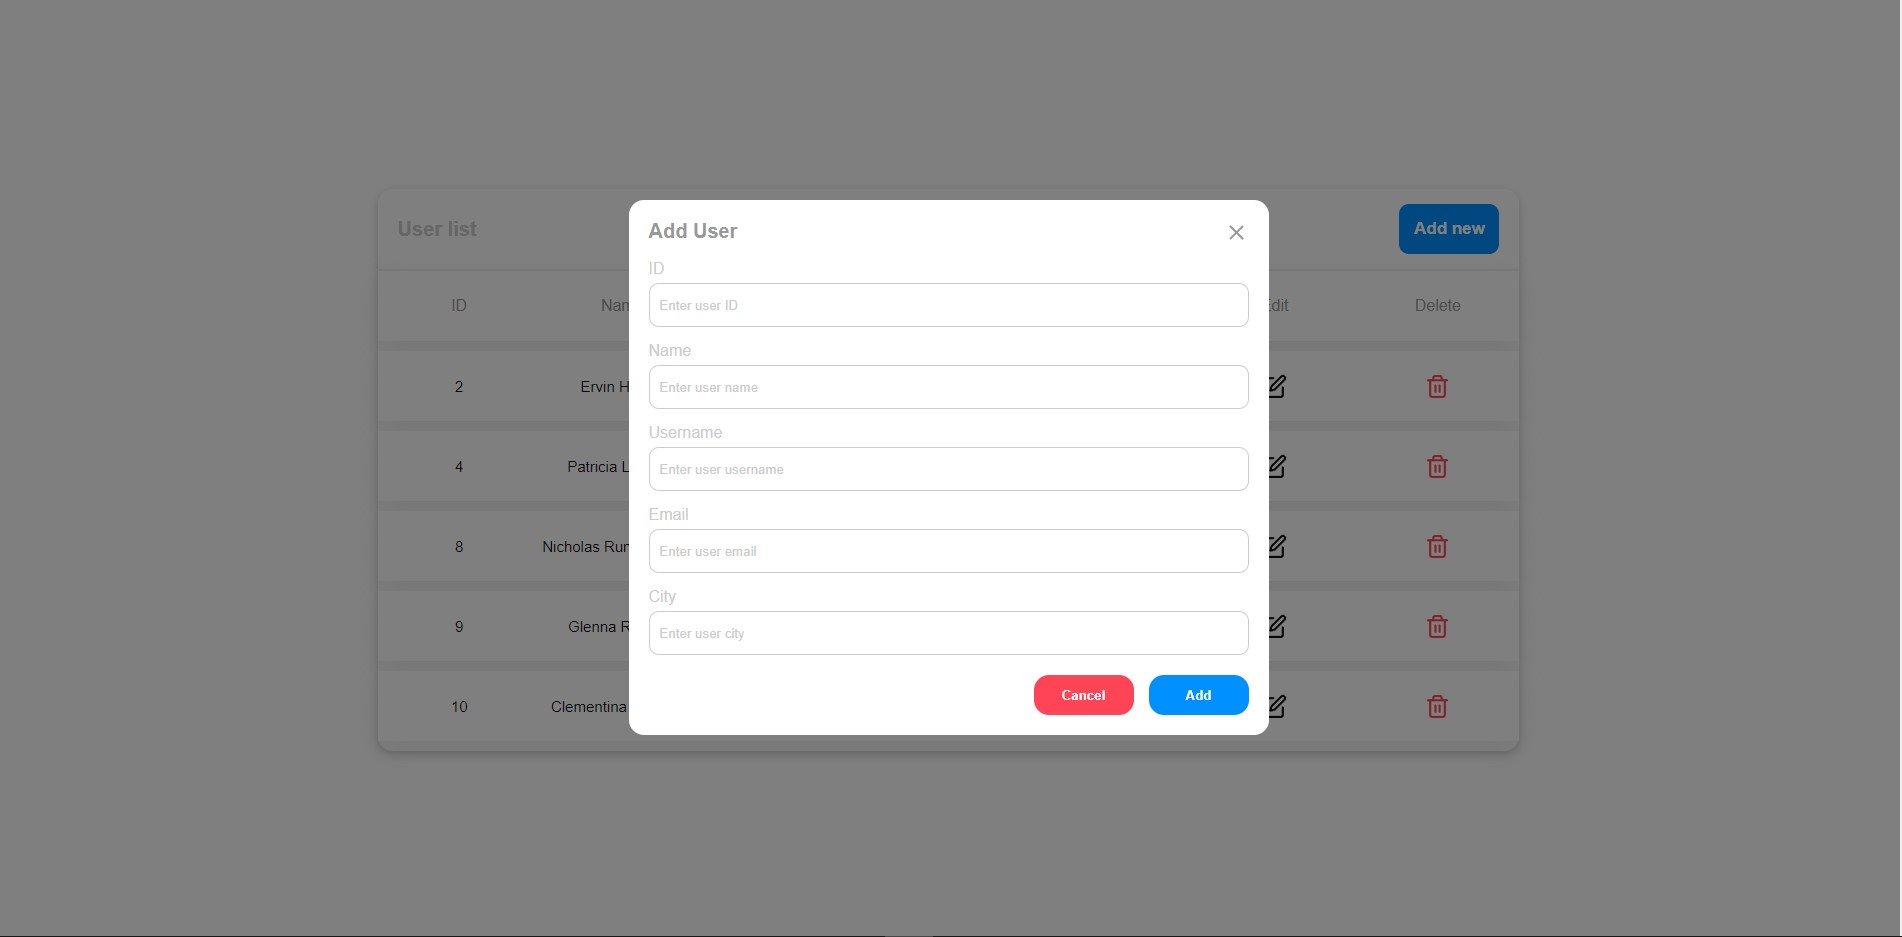 User list
Add new
ID Nan Edit Delete
2 Ervin H
4 Patricia L
8 Nicholas Run
9 Glenna R
10 Clementina
Add User
ID
Enter user ID
Name
Enter user name
Username
Enter user username
Email
Enter user email
City
Enter user city
Cancel Add